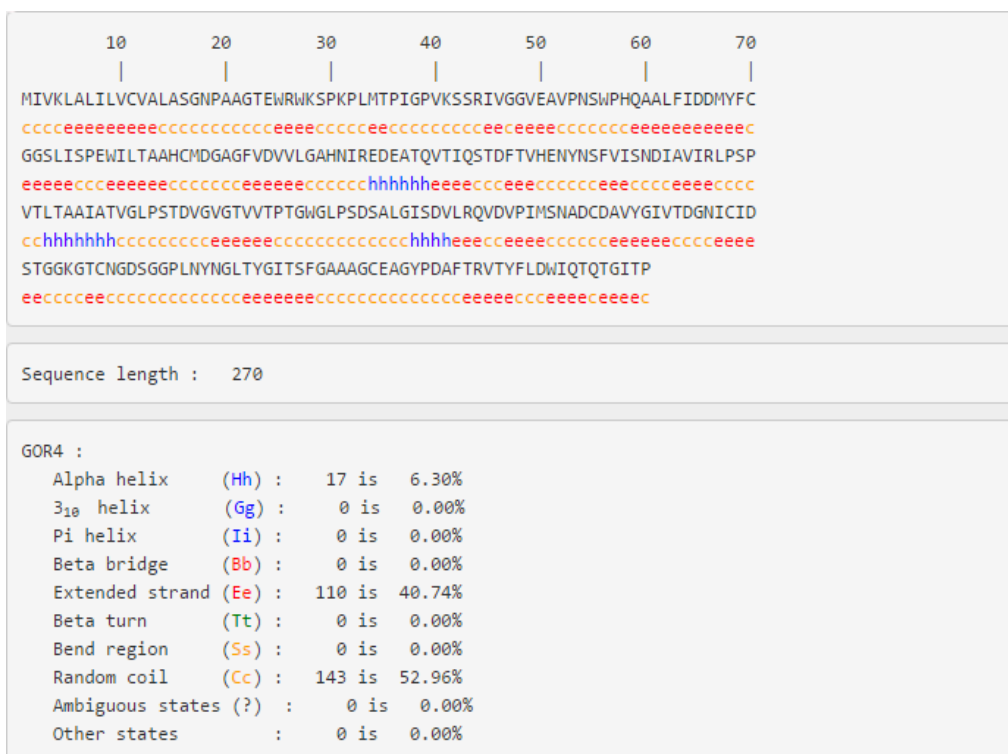 10 20 30 40 50 60 70
| | | | | | |
MIVKLALILVCVALASGNPAAGTEWRWKSPKPLMTPIGPVKSSRIVGGVEAVPNSWPHQAALFIDDMYFC
cccceeeeeeeeeccccccccccceeeeccccceeccccccccceeceeeeccccccceeeeeeeeeeec
GGSLISPEWILTAAHCMDGAGFVDVVLGAHNIREDEATQVTIQSTDFTVHENYNSFVISNDIAVIRLPSP
eeeeeccceeeeeeccccccceeeeeecccccchhhhhheeeeccceeecccccceeecccceeeecccc
VTLTAAIATVGLPSTDVGVGTVVTPTGWGLPSDSALGISDVLRQVDVPIMSNADCDAVYGIVTDGNICID
cchhhhhhhccccccccceeeeeeccccccccccccchhhheeecceeeecccccceeeeeecccceeee
STGGKGTCNGDSGGPLNYNGLTYGITSFGAAAGCEAGYPDAFTRVTYFLDWIQTQTGITP
eecccceeccccccccccccceeeeeeecccccccccccccceeeeeccceeeeceeeec
Sequence length : 270
GOR4 :
Alpha helix (Hh) : 17 is 6.30%
3₁₀ helix (Gg) : 0 is 0.00%
Pi helix (Ii) : 0 is 0.00%
Beta bridge (Bb) : 0 is 0.00%
Extended strand (Ee) : 110 is 40.74%
Beta turn (Tt) : 0 is 0.00%
Bend region (Ss) : 0 is 0.00%
Random coil (Cc) : 143 is 52.96%
Ambiguous states (?) : 0 is 0.00%
Other states : 0 is 0.00%